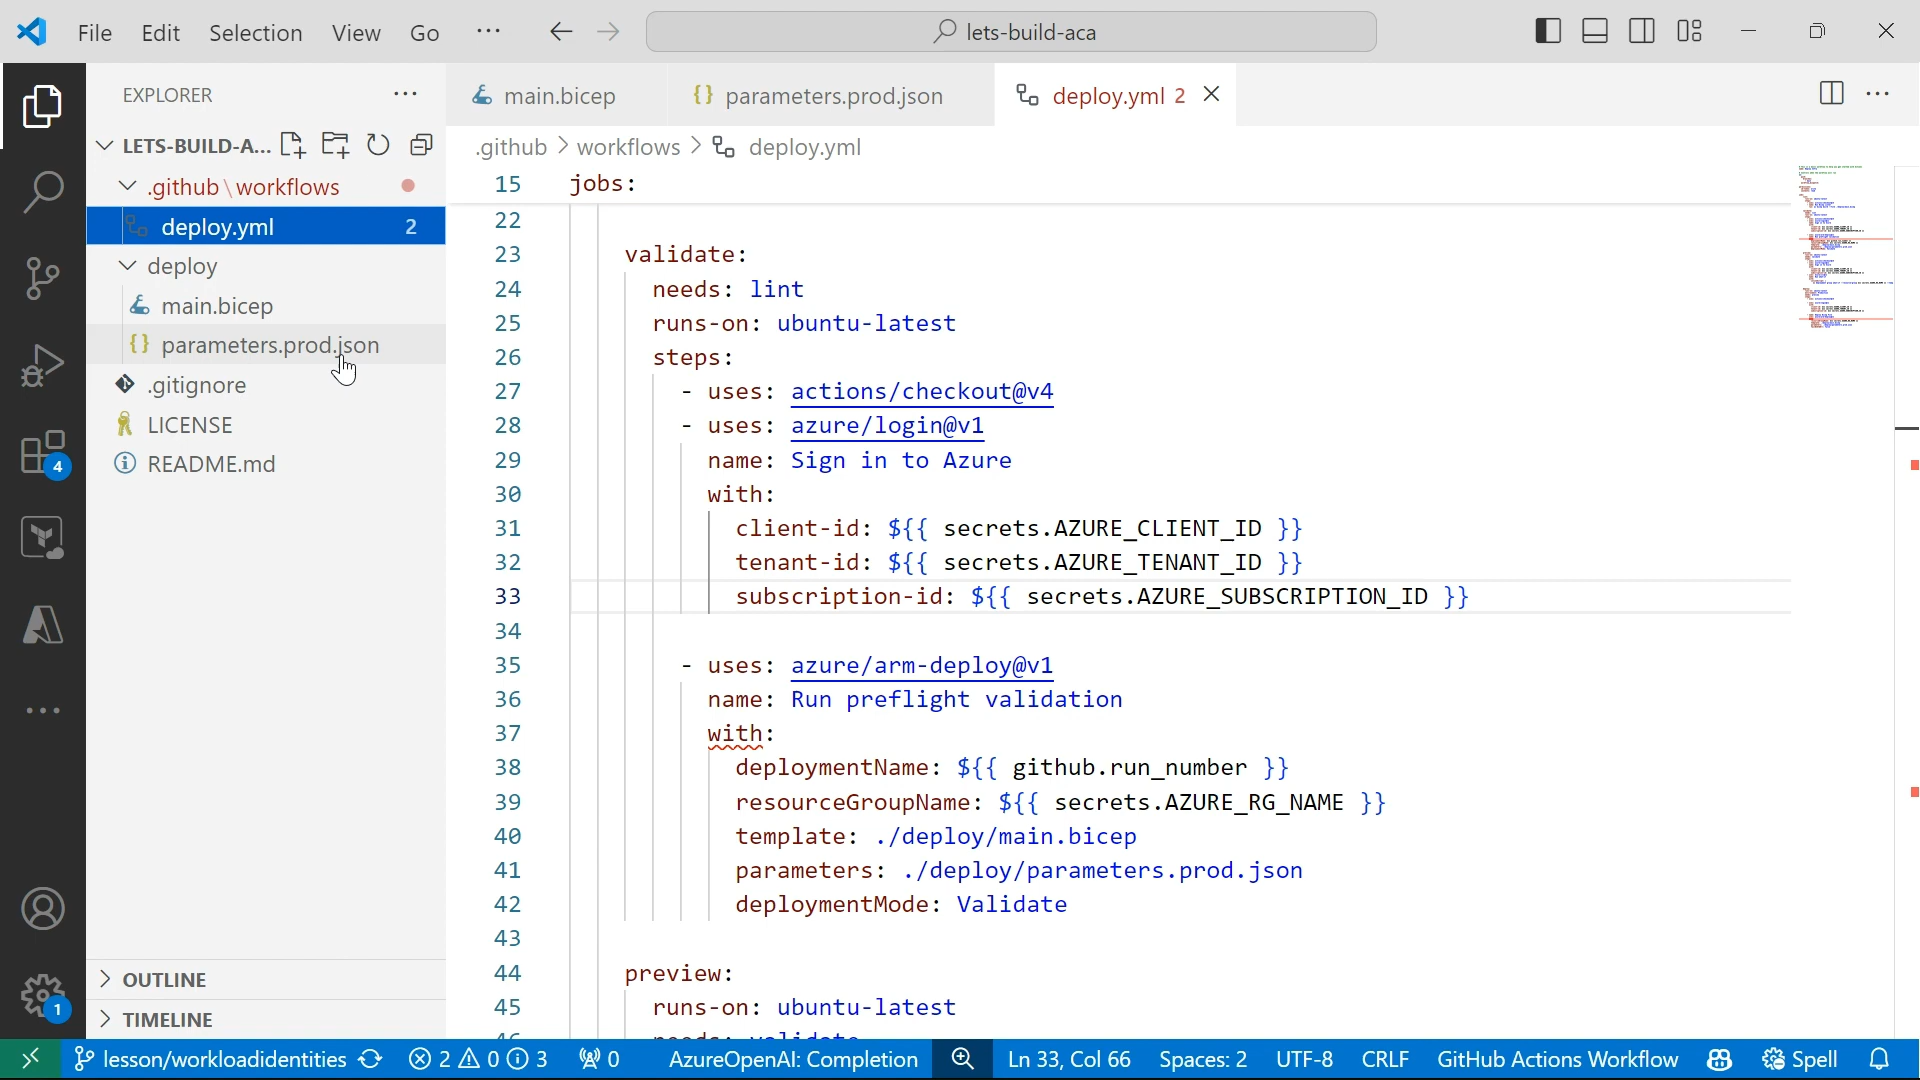 File Edit Selection View Go ··· lets-build-aca
EXPLORER
LETS-BUILD-A...
.github\workflows
deploy.yml 2
deploy
main.bicep
parameters.prod.json
.gitignore
LICENSE
README.md
OUTLINE
TIMELINE
4
1
main.bicep {} parameters.prod.json deploy.yml 2
.github > workflows > deploy.yml
15 jobs:
22
23 validate:
24 needs: lint
25 runs-on: ubuntu-latest
26 steps:
27 - uses: actions/checkout@v4
28 - uses: azure/login@v1
29 name: Sign in to Azure
30 with:
31 client-id: ${{ secrets.AZURE_CLIENT_ID }}
32 tenant-id: ${{ secrets.AZURE_TENANT_ID }}
33 subscription-id: ${{ secrets.AZURE_SUBSCRIPTION_ID }}
34
35 - uses: azure/arm-deploy@v1
36 name: Run preflight validation
37 with:
38 deploymentName: ${{ github.run_number }}
39 resourceGroupName: ${{ secrets.AZURE_RG_NAME }}
40 template: ./deploy/main.bicep
41 parameters: ./deploy/parameters.prod.json
42 deploymentMode: Validate
43
44 preview:
45 runs-on: ubuntu-latest
46 needs: validate
lesson/workloadidentities 2 0 3 0 AzureOpenAI: Completion Ln 33, Col 66 Spaces: 2 UTF-8 CRLF GitHub Actions Workflow Spell